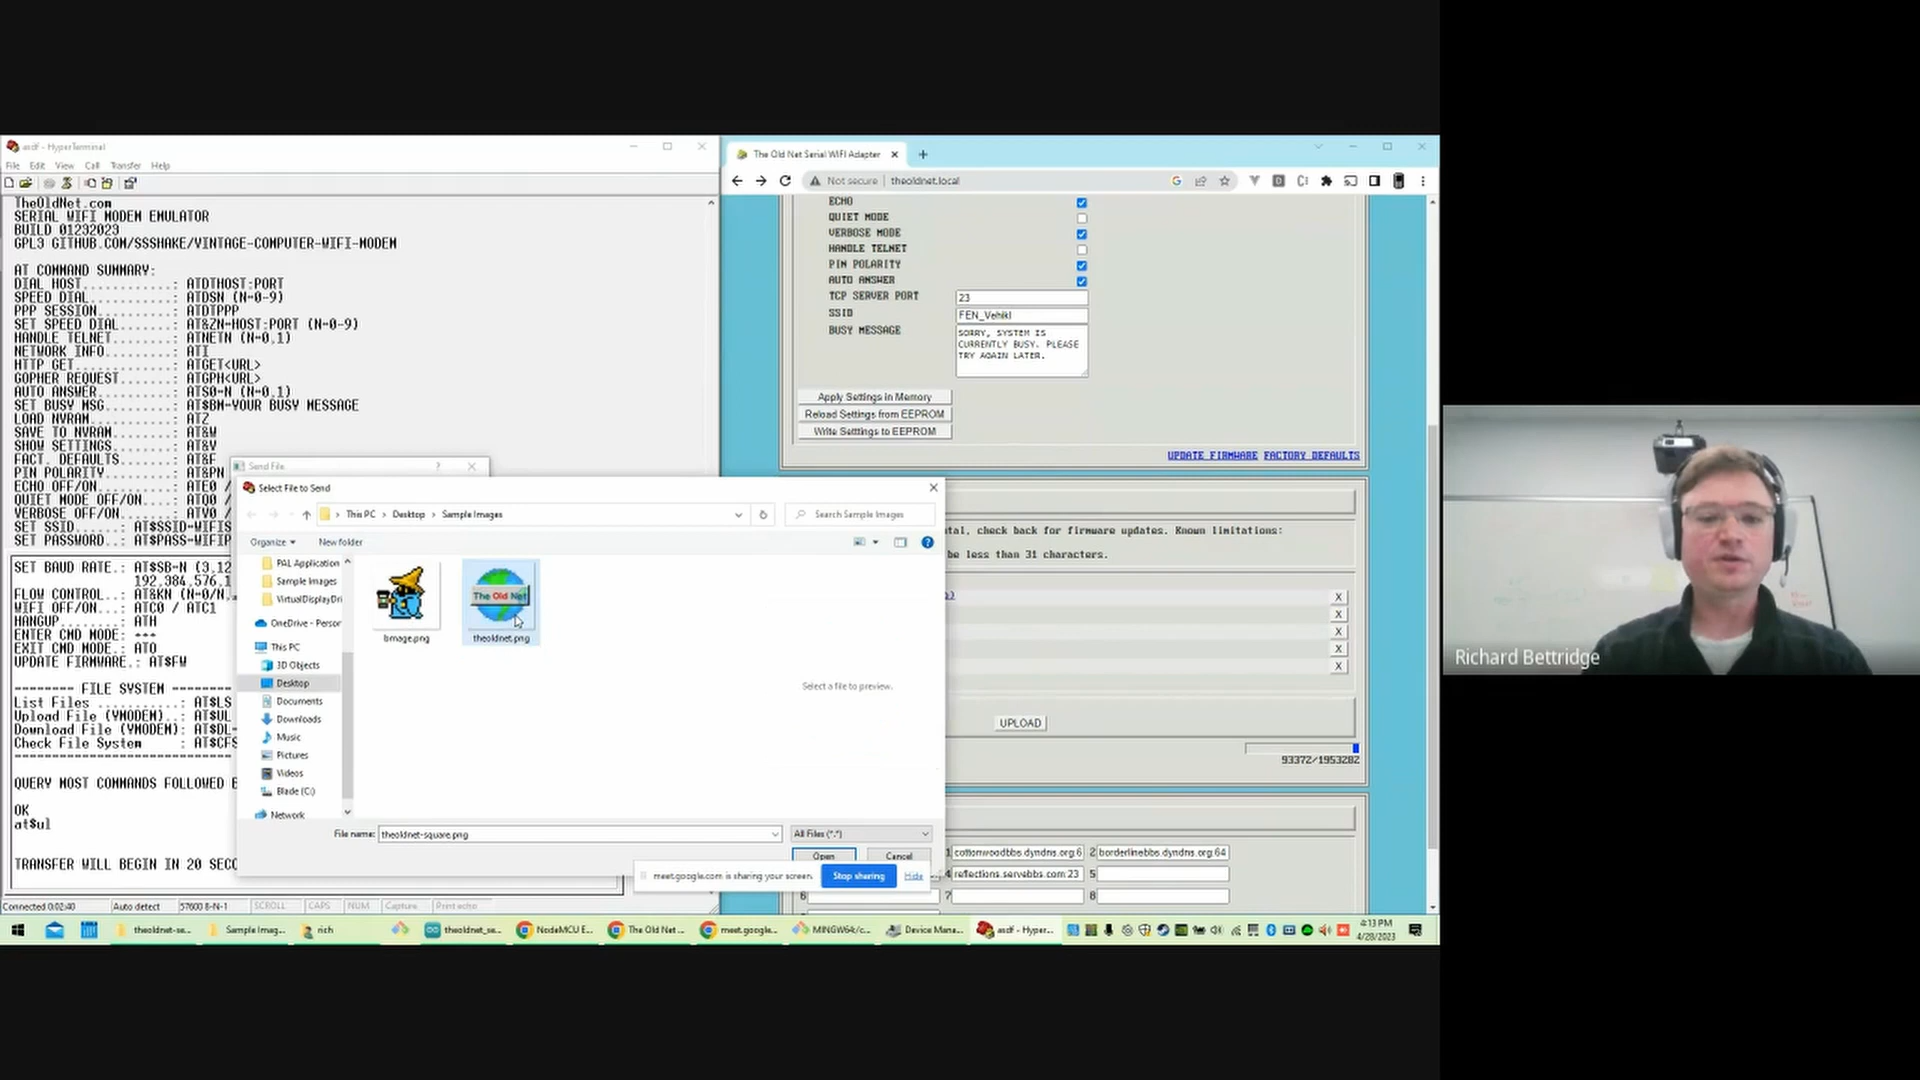 asdf - HyperTerminal
File Edit View Call Transfer Help
TheOldNet.com
SERIAL WIFI MODEM EMULATOR
BUILD 01232023
GPL3 GITHUB.COM/SSSHAKE/VINTAGE-COMPUTER-WIFI-MODEM
AT COMMAND SUMMARY:
DIAL HOST...........: ATDTHOST:PORT
SPEED DIAL..........: ATDSN (N=0-9)
PPP SESSION.........: ATDTPPP
SET SPEED DIAL......: AT&ZN=HOST:PORT (N=0-9)
HANDLE TELNET.......: ATNETN (N=0,1)
NETWORK INFO........: ATI
HTTP GET............: ATGET<URL>
GOPHER REQUEST......: ATGPH<URL>
AUTO ANSWER.........: ATS0=N (N=0,1)
SET BUSY MSG........: AT$BM=YOUR BUSY MESSAGE
LOAD NVRAM..........: ATZ
SAVE TO NVRAM.......: AT&W
SHOW SETTINGS.......: AT&V
FACT. DEFAULTS......: AT&F
PIN POLARITY........: AT&PN
ECHO OFF/ON.........: ATE0 /
QUIET MODE OFF/ON...: ATQ0 /
VERBOSE OFF/ON......: ATV0 /
SET SSID......: AT$SSID=WIFIS
SET PASSWORD..: AT$PASS=WIFIP
SET BAUD RATE.: AT$SB=N (3,12
192,384,576,1
FLOW CONTROL..: AT&KN (N=0/N
WIFI OFF/ON...: ATC0 / ATC1
HANGUP........: ATH
ENTER CMD MODE: +++
EXIT CMD MODE.: ATO
UPDATE FIRMWARE.: AT$FW
-------- FILE SYSTEM --------
List Files ..........: AT$LS
Upload File (YMODEM)..: AT$UL
Download File (YMODEM): AT$DL=
Check File System : AT$CFS
QUERY MOST COMMANDS FOLLOWED B
OK
at$ul
TRANSFER WILL BEGIN IN 20 SECO
Connected 0:02:40 Auto detect 57600 8-N-1 SCROLL CAPS NUM Capture Print echo
Send File
?
Select File to Send
This PC > Desktop > Sample Images
Search Sample Images
Organize
New folder
PAL Application
Sample Images
VirtualDisplayDri
OneDrive - Person
This PC
3D Objects
Desktop
Documents
Downloads
Music
Pictures
Videos
Blade (C:)
Network
The Old Net
bmage.png
theoldnet.png
Select a file to preview.
File name: theoldnet-square.png
All Files (*.*)
Open
Cancel
meet.google.com is sharing your screen.
Stop sharing
Hide
The Old Net Serial WIFI Adapter
Not secure | theoldnet.local
ECHO
QUIET MODE
VERBOSE MODE
HANDLE TELNET
PIN POLARITY
AUTO ANSWER
TCP SERVER PORT 23
SSID FEN_Vehikl
BUSY MESSAGE SORRY, SYSTEM IS
CURRENTLY BUSY. PLEASE
TRY AGAIN LATER.
Apply Settings in Memory
Reload Settings from EEPROM
Write Setttings to EEPROM
UPDATE FIRMWARE FACTORY DEFAULTS
tal, check back for firmware updates. Known limitations:
be less than 31 characters.
X
X
X
X
X
UPLOAD
93372/1953282
1 cottonwoodbbs.dyndns.org:6 2 borderlinebbs.dyndns.org:64
4 reflections.servebbs.com:23 5
6 7 8
theoldnet-se...
Sample Imag...
rich
theoldnet_se...
NodeMCU E...
The Old Net ...
meet.google...
MINGW64:/c...
Device Mana...
asdf - Hyper...
4:13 PM
4/28/2023
Richard Bettridge